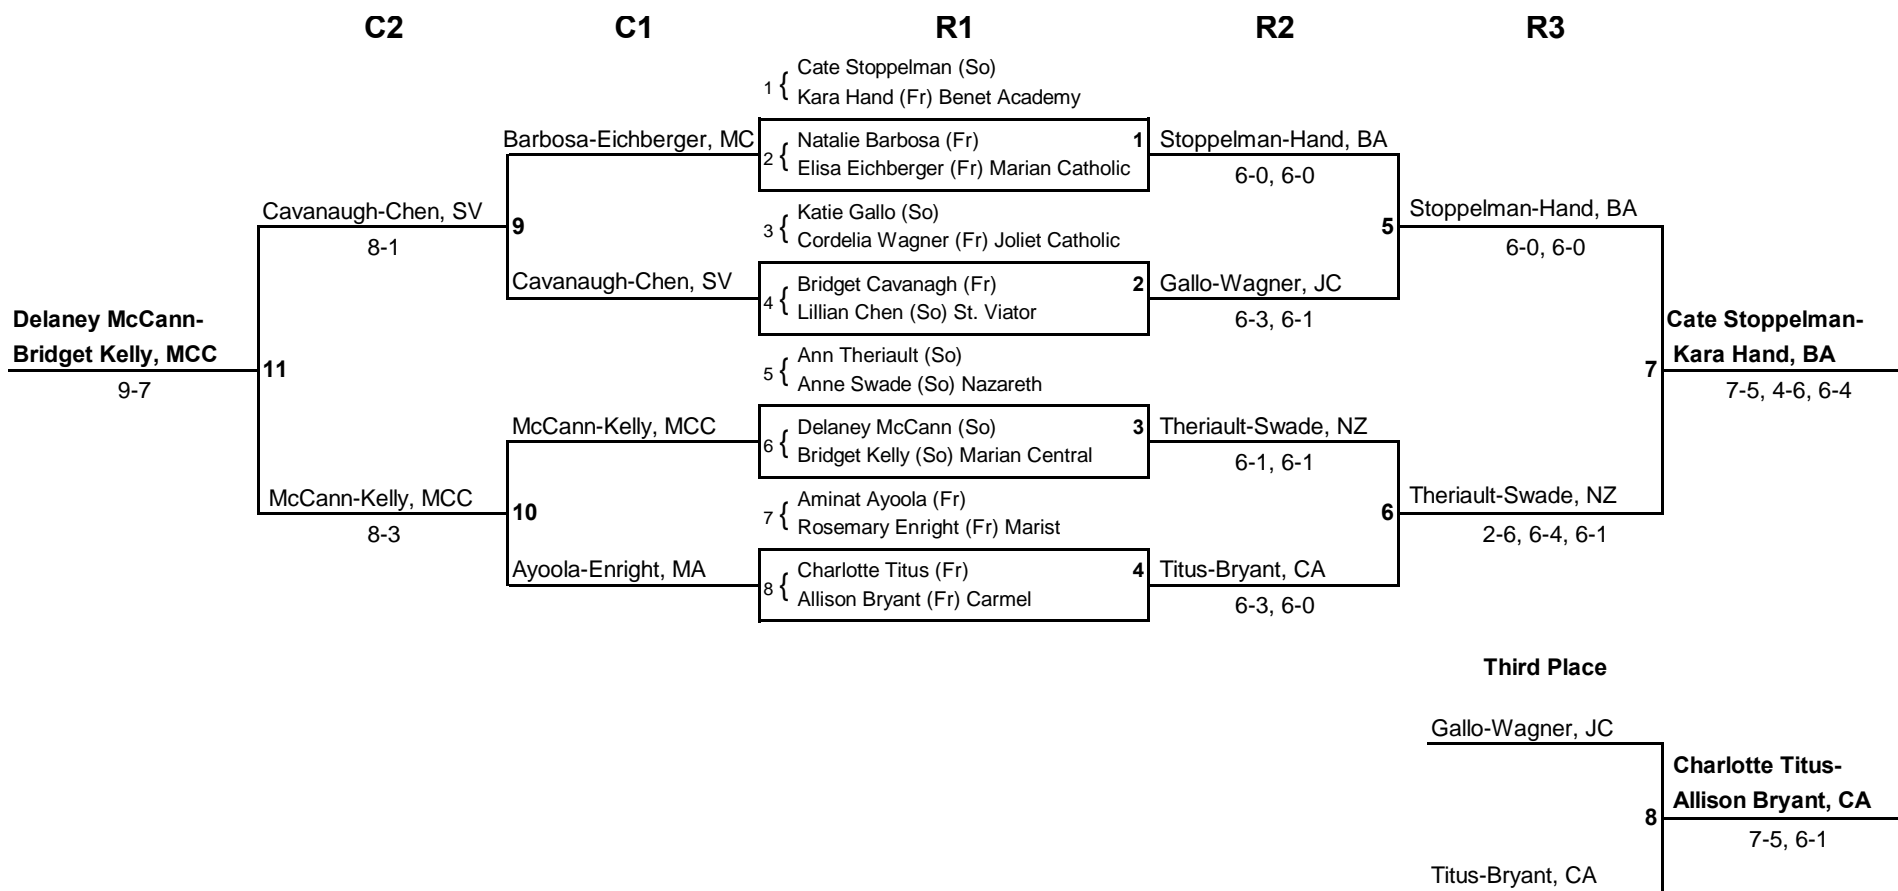 C2 C1 R1 R2 R3
1 { Cate Stoppelman (So)
Kara Hand (Fr) Benet Academy
Barbosa-Eichberger, MC
2 { Natalie Barbosa (Fr)
Elisa Eichberger (Fr) Marian Catholic
1
Stoppelman-Hand, BA
6-0, 6-0
Cavanaugh-Chen, SV
8-1
9
3 { Katie Gallo (So)
Cordelia Wagner (Fr) Joliet Catholic
5
Stoppelman-Hand, BA
6-0, 6-0
Cavanaugh-Chen, SV
4 { Bridget Cavanagh (Fr)
Lillian Chen (So) St. Viator
2
Gallo-Wagner, JC
6-3, 6-1
Delaney McCann-
Bridget Kelly, MCC
9-7
11
5 { Ann Theriault (So)
Anne Swade (So) Nazareth
7
Cate Stoppelman-
Kara Hand, BA
7-5, 4-6, 6-4
McCann-Kelly, MCC
6 { Delaney McCann (So)
Bridget Kelly (So) Marian Central
3
Theriault-Swade, NZ
6-1, 6-1
McCann-Kelly, MCC
8-3
10
7 { Aminat Ayoola (Fr)
Rosemary Enright (Fr) Marist
6
Theriault-Swade, NZ
2-6, 6-4, 6-1
Ayoola-Enright, MA
8 { Charlotte Titus (Fr)
Allison Bryant (Fr) Carmel
4
Titus-Bryant, CA
6-3, 6-0
Third Place
Gallo-Wagner, JC
8
Charlotte Titus-
Allison Bryant, CA
7-5, 6-1
Titus-Bryant, CA